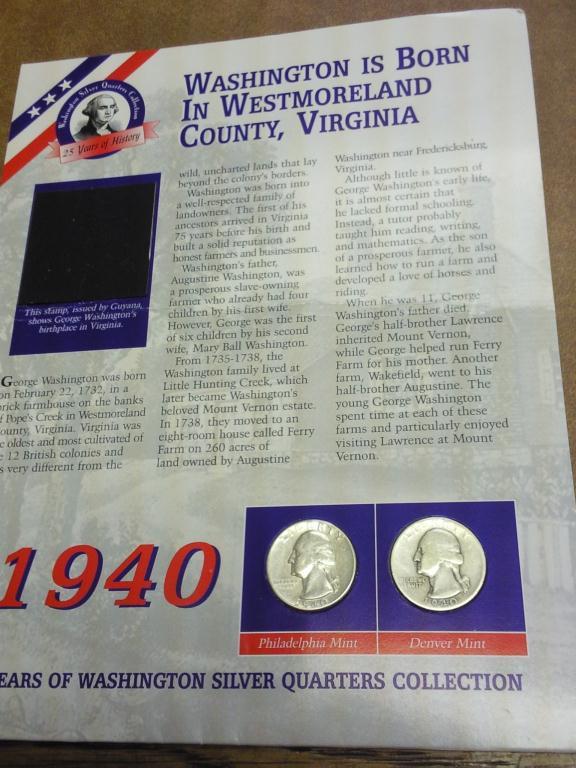 Washington Silver Quarters Collection
25 Years of History
WASHINGTON IS BORN
IN WESTMORELAND
COUNTY, VIRGINIA
This stamp, issued by Guyana,
shows George Washington's
birthplace in Virginia.
George Washington was born
on February 22, 1732, in a
brick farmhouse on the banks
of Pope's Creek in Westmoreland
County, Virginia. Virginia was
oldest and most cultivated of
12 British colonies and
very different from the
wild, uncharted lands that lay
beyond the colony's borders.
Washington was born into
a well-respected family of
landowners. The first of his
ancestors arrived in Virginia
75 years before his birth and
built a solid reputation as
honest farmers and businessmen.
Washington's father,
Augustine Washington, was
a prosperous slave-owning
farmer who already had four
children by his first wife.
However, George was the first
of six children by his second
wife, Mary Ball Washington.
From 1735-1738, the
Washington family lived at
Little Hunting Creek, which
later became Washington's
beloved Mount Vernon estate.
In 1738, they moved to an
eight-room house called Ferry
Farm on 260 acres of
land owned by Augustine
Washington near Fredericksburg,
Virginia.
Although little is known of
George Washington's early life,
it is almost certain that
he lacked formal schooling.
Instead, a tutor probably
taught him reading, writing,
and mathematics. As the son
of a prosperous farmer, he also
learned how to run a farm and
developed a love of horses and
riding.
When he was 11, George
Washington's father died.
George's half-brother Lawrence
inherited Mount Vernon,
while George helped run Ferry
Farm for his mother. Another
farm, Wakefield, went to his
half-brother Augustine. The
young George Washington
spent time at each of these
farms and particularly enjoyed
visiting Lawrence at Mount
Vernon.
1940
LIBERTY
1940
LIBERTY
1940
Philadelphia Mint
Denver Mint
EARS OF WASHINGTON SILVER QUARTERS COLLECTION